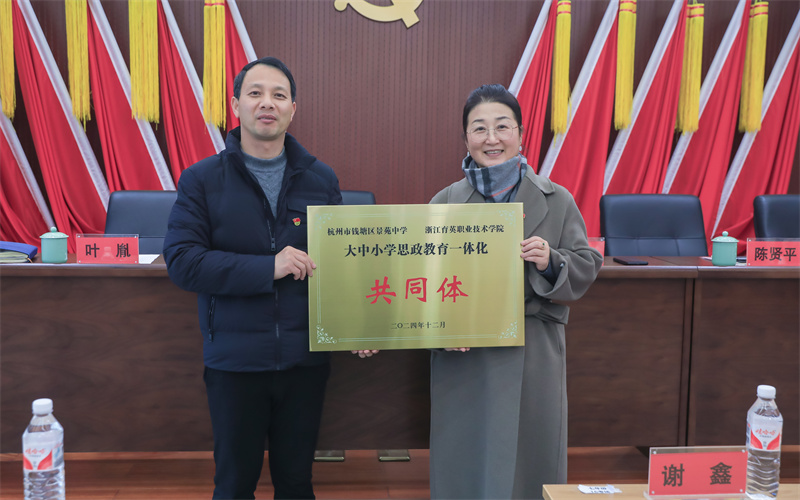 杭州市钱塘区景苑中学 浙江育英职业技术学院
大中小学思政教育一体化
共同体
二〇二四年十二月
叶 胤
陈贤平
谢 鑫